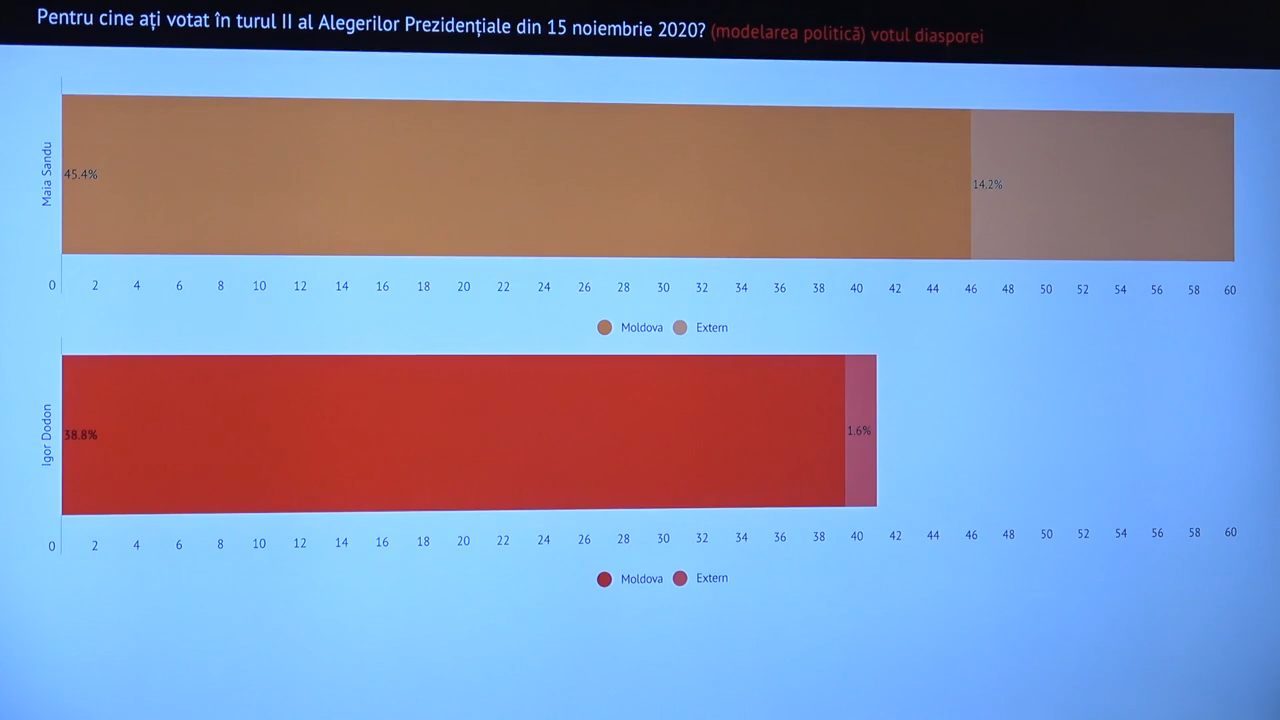 Pentru cine ați votat în turul II al Alegerilor Prezidențiale din 15 noiembrie 2020? (modelarea politică) votul diasporei
Maia Sandu
45.4%
14.2%
0 2 4 6 8 10 12 14 16 18 20 22 24 26 28 30 32 34 36 38 40 42 44 46 48 50 52 54 56 58 60
Moldova Extern
Igor Dodon
38.8%
1.6%
0 2 4 6 8 10 12 14 16 18 20 22 24 26 28 30 32 34 36 38 40 42 44 46 48 50 52 54 56 58 60
Moldova Extern